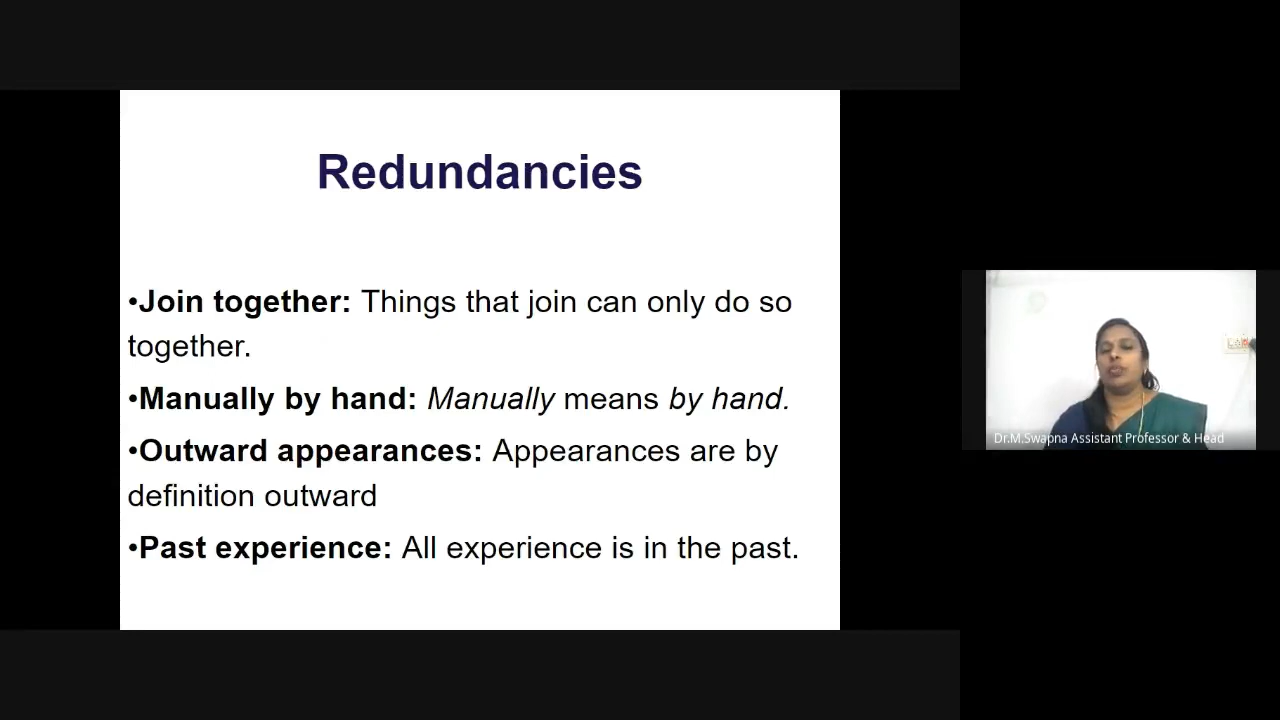 Redundancies
•Join together: Things that join can only do so
together.
•Manually by hand: Manually means by hand.
•Outward appearances: Appearances are by
definition outward
•Past experience: All experience is in the past.
Dr.M.Swapna Assistant Professor & Head